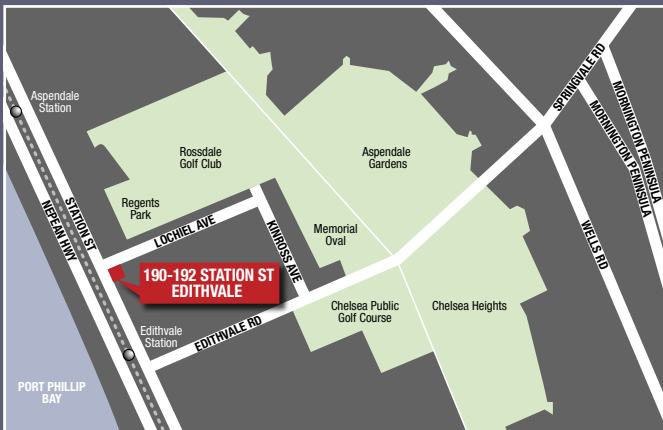 Aspendale
Station
Rossdale
Golf Club
Aspendale
Gardens
SPRINGVALE RD
MORNINGTON PENINSULA
MORNINGTON PENINSULA
Regents
Park
STATION ST
NEPEAN HWY
LOCHIEL AVE
KINROSS AVE
Memorial
Oval
WELLS RD
190-192 STATION ST
EDITHVALE
Chelsea Public
Golf Course
Chelsea Heights
Edithvale
Station
EDITHVALE RD
PORT PHILLIP
BAY